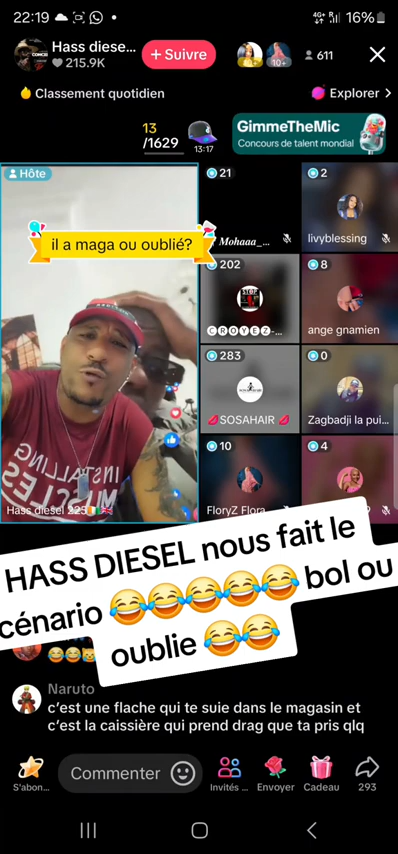 22:19
4G+ R 16%
Hass diese...
215.9K
+ Suivre
10+
611
Classement quotidien
Explorer >
13
/1629
13:17
GimmeTheMic
Concours de talent mondial
Hôte
il a maga ou oublié?
INSTALLING
MUSCLES
Hass diesel 225
21
Mohaaa_...
2
livyblessing
202
CROYEZ-...
8
ange gnamien
283
💋SOSAHAIR 💋
0
Zagbadji la pui...
10
FloryZ Flora
4
HASS DIESEL nous fait le
cénario 😂😂😂😂😂 bol ou
oublie 😂😂
Naruto
c'est une flache qui te suie dans le magasin et
c'est la caissière qui prend drag que ta pris qlq
S'abon...
Commenter
Invités ...
Envoyer
Cadeau
293